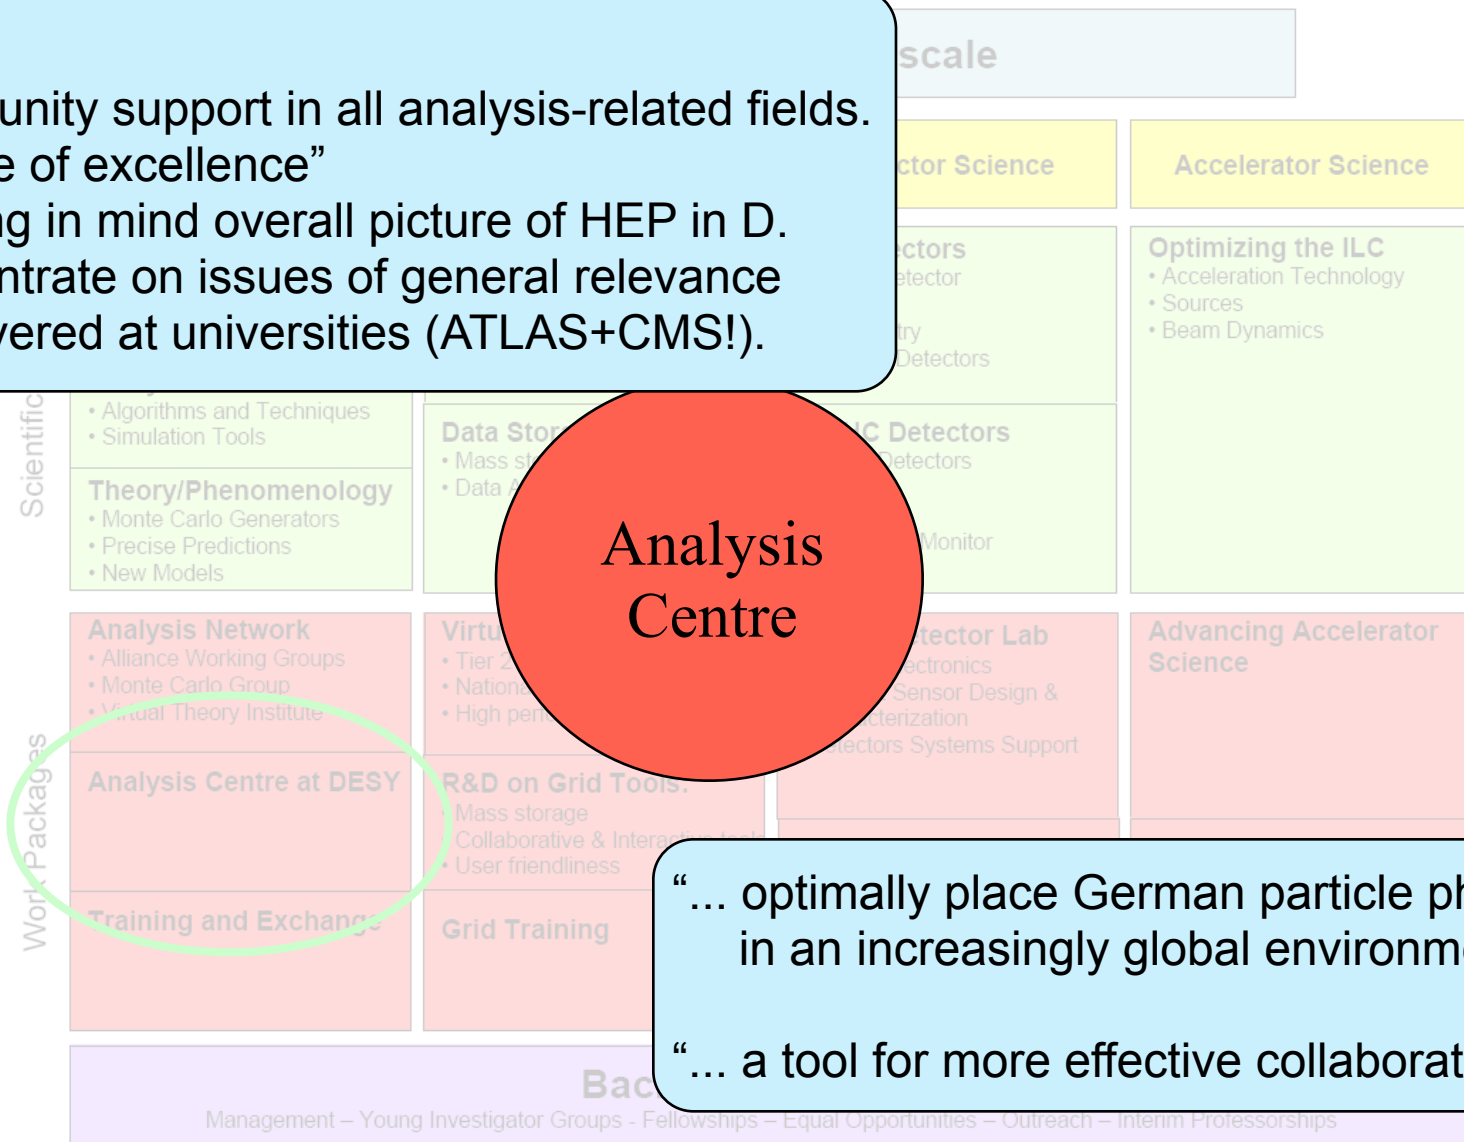 unity support in all analysis-related fields.
e of excellence”
ng in mind overall picture of HEP in D.
ntrate on issues of general relevance
vered at universities (ATLAS+CMS!).
scale
ctor Science
Accelerator Science
ectors
etector
try
Detectors
Optimizing the ILC
• Acceleration Technology
• Sources
• Beam Dynamics
Scientific
• Algorithms and Techniques
• Simulation Tools
Theory/Phenomenology
• Monte Carlo Generators
• Precise Predictions
• New Models
Data Stor
• Mass st
• Data A
C Detectors
Detectors
Monitor
Analysis
Centre
Work Packages
Analysis Network
• Alliance Working Groups
• Monte Carlo Group
• Virtual Theory Institute
Analysis Centre at DESY
Training and Exchange
Virtu
• Tier 2
• Nationa
• High perf
R&D on Grid Tools:
• Mass storage
• Collaborative & Interactive tools
• User friendliness
Grid Training
tector Lab
ectronics
Sensor Design &
cterization
etectors Systems Support
Advancing Accelerator
Science
“... optimally place German particle ph
in an increasingly global environme
“... a tool for more effective collaborat
Bac
Management – Young Investigator Groups - Fellowships – Equal Opportunities – Outreach – Interim Professorships